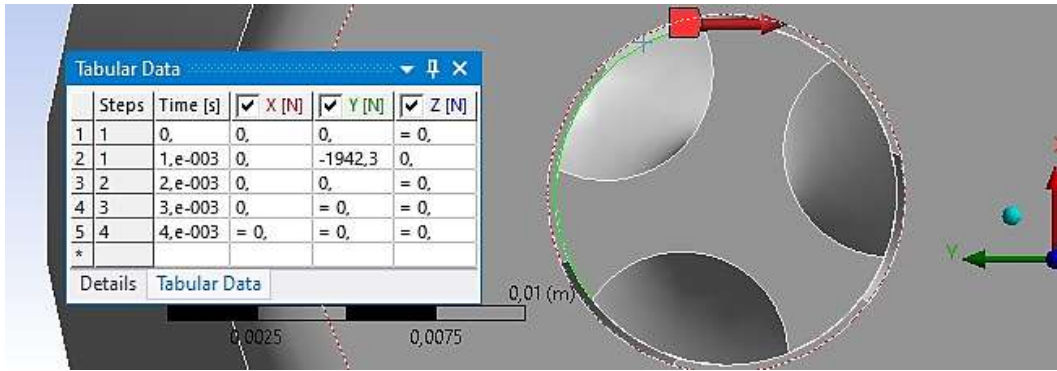 Tabular Data
Steps Time [s] X [N] Y [N] Z [N]
1 1 0, 0, 0, = 0,
2 1 1,e-003 0, -1942,3 0,
3 2 2,e-003 0, 0, = 0,
4 3 3,e-003 0, = 0, = 0,
5 4 4,e-003 = 0, = 0, = 0,
*
Details Tabular Data
0,01 (m)
0,0025 0,0075
Y